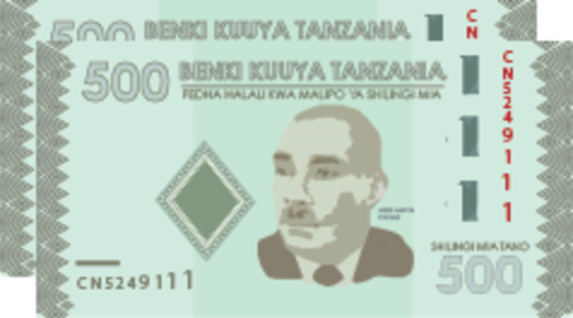 500 BENKI KUUYA TANZANIA
CN
500 BENKI KUUYA TANZANIA
FEDHA HALALI KWA MALIPO YA SHILINGI MIA
CN5249111
SHILINGI MIA TANO
CN5249111
500